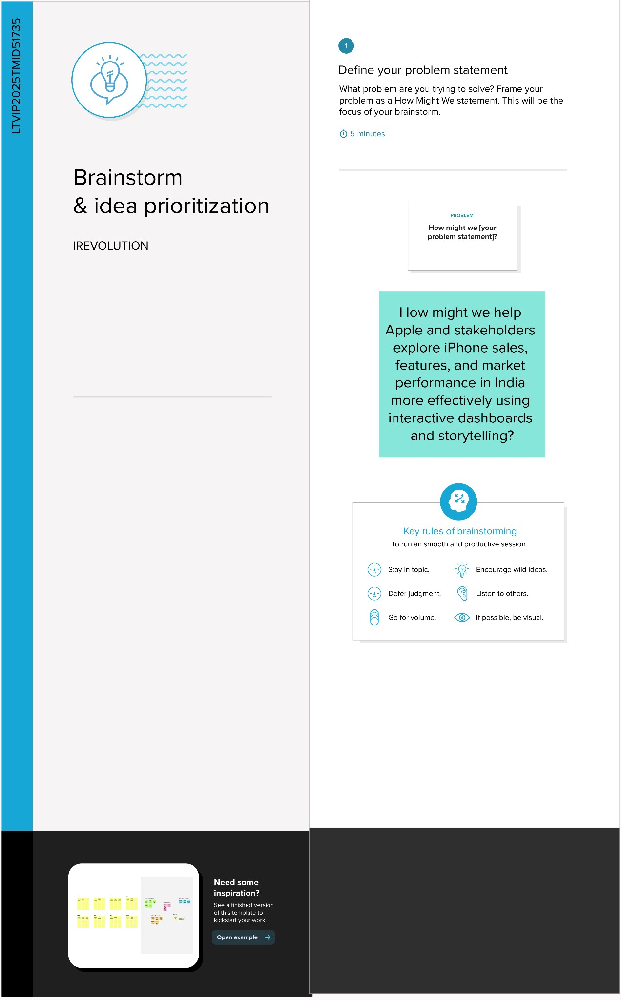 LTVIP2025TMID51735
Brainstorm
& idea prioritization
IREVOLUTION
Need some
inspiration?
See a finished version
of this template to
kickstart your work.
Open example
1
Define your problem statement
What problem are you trying to solve? Frame your
problem as a How Might We statement. This will be the
focus of your brainstorm.
5 minutes
PROBLEM
How might we [your
problem statement]?
How might we help
Apple and stakeholders
explore iPhone sales,
features, and market
performance in India
more effectively using
interactive dashboards
and storytelling?
Key rules of brainstorming
To run an smooth and productive session
Stay in topic.
Encourage wild ideas.
Defer judgment.
Listen to others.
Go for volume.
If possible, be visual.